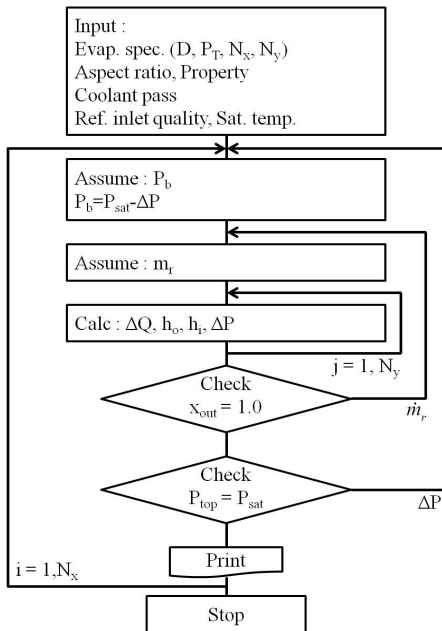 Input :
Evap. spec. (D, P_T, N_x, N_y)
Aspect ratio, Property
Coolant pass
Ref. inlet quality, Sat. temp.
Assume : P_b
P_b=P_sat-ΔP
Assume : m_r
Calc : ΔQ, h_o, h_i, ΔP
j = 1, N_y
Check
x_out = 1.0
ṁ_r
Check
P_top = P_sat
ΔP
Print
i = 1,N_x
Stop